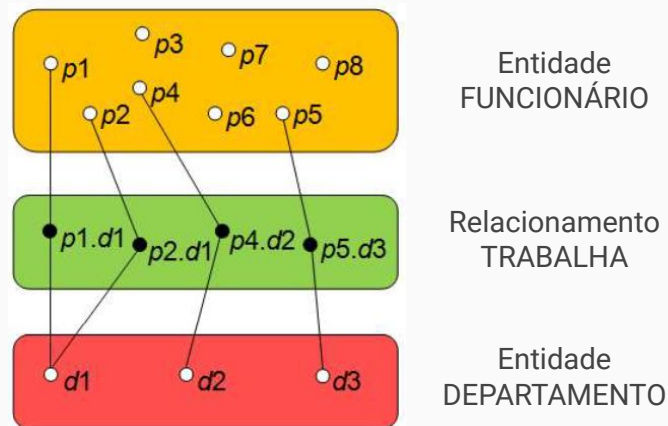 p3
p7
p1
p8
p4
p2
p6
p5
Entidade
FUNCIONÁRIO
p1.d1
p2.d1
p4.d2
p5.d3
Relacionamento
TRABALHA
d1
d2
d3
Entidade
DEPARTAMENTO